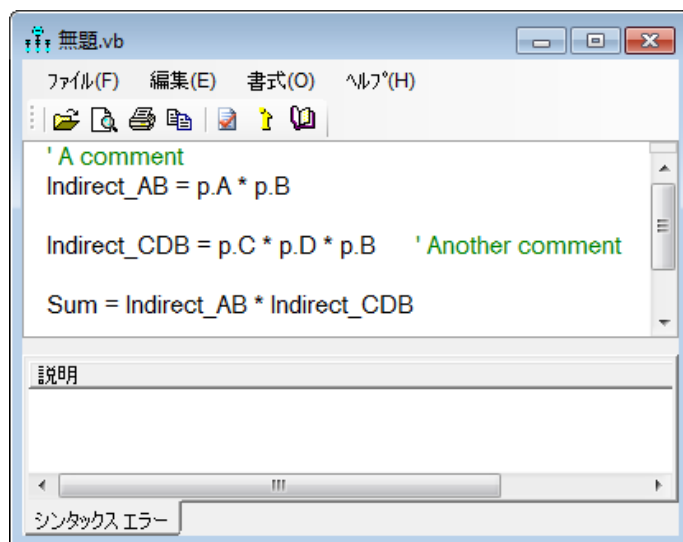 無題.vb
ファイル(F) 編集(E) 書式(O) ヘルプ(H)
' A comment
Indirect_AB = p.A * p.B
Indirect_CDB = p.C * p.D * p.B ' Another comment
Sum = Indirect_AB * Indirect_CDB
説明
シンタックス エラー